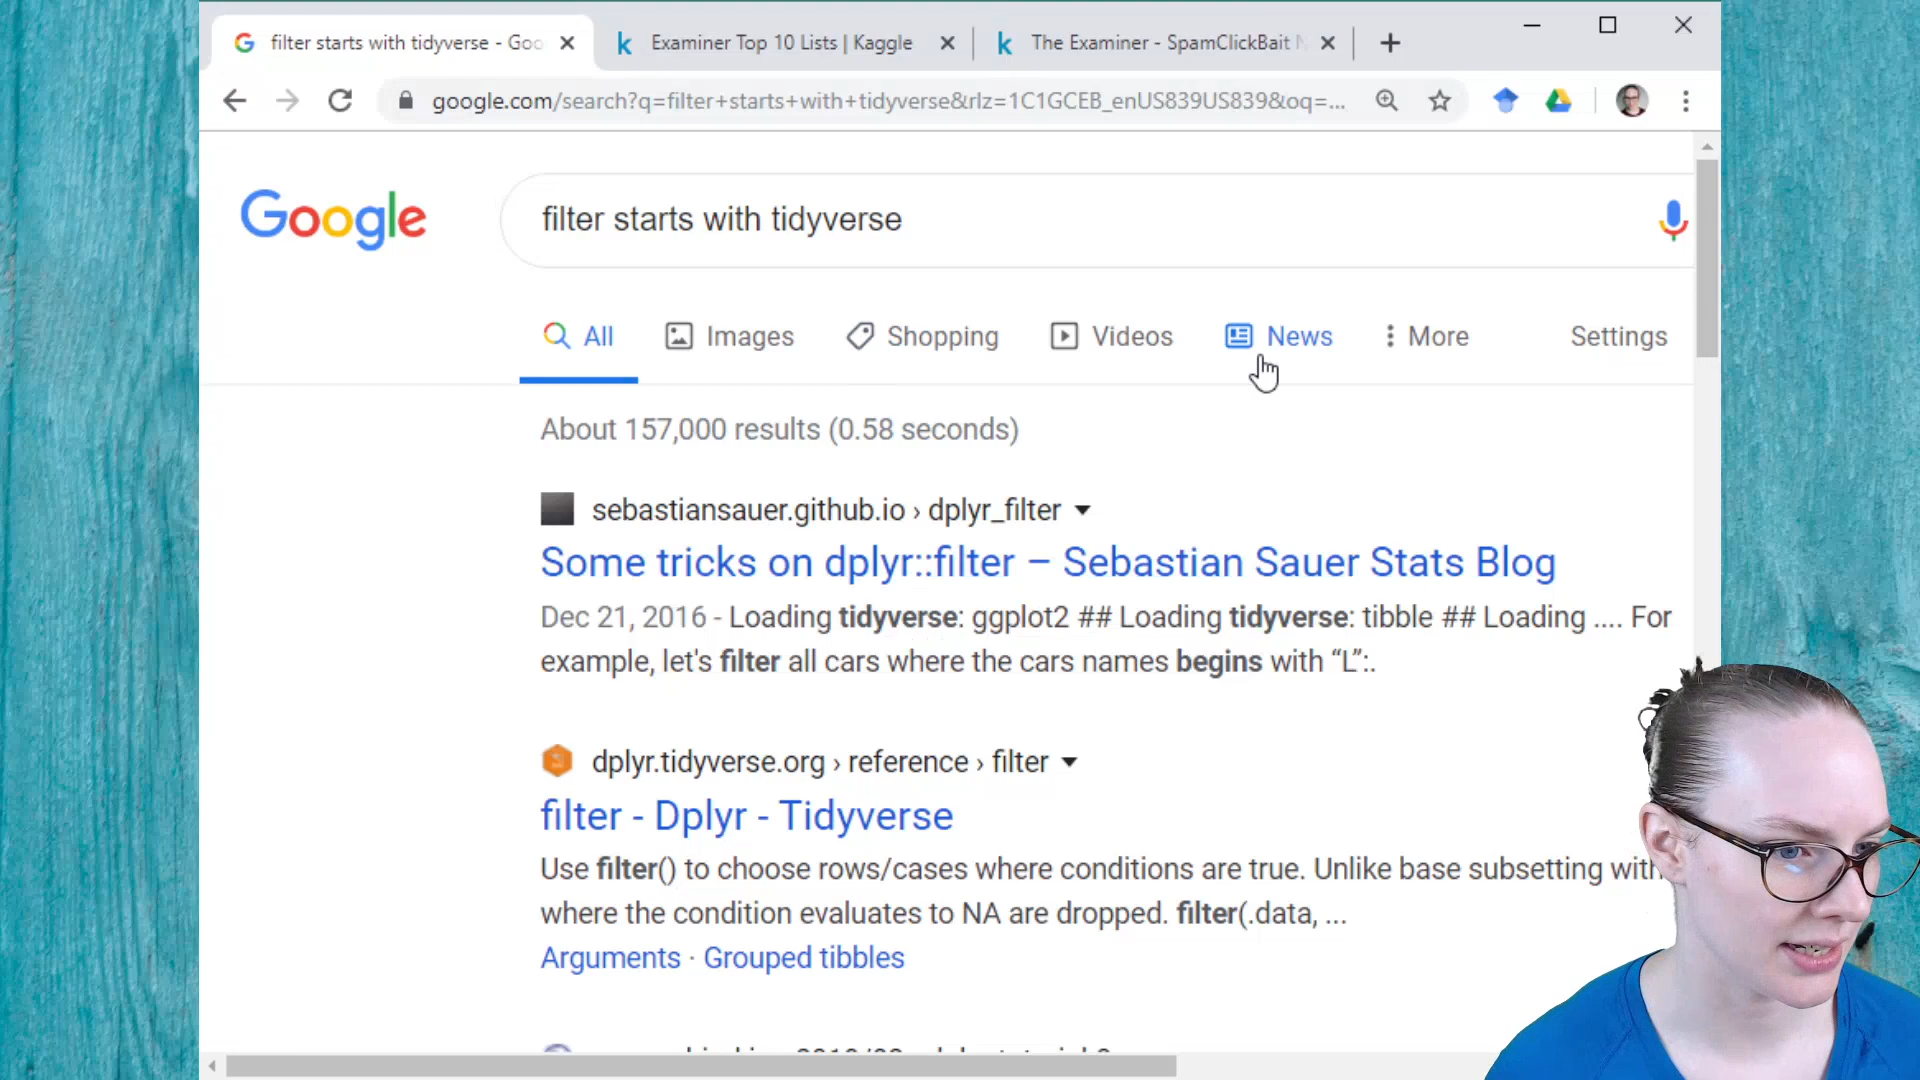 filter starts with tidyverse - Goo
Examiner Top 10 Lists | Kaggle
The Examiner - SpamClickBait
google.com/search?q=filter+starts+with+tidyverse&rlz=1C1GCEB_enUS839US839&oq=...
Google
filter starts with tidyverse
All
Images
Shopping
Videos
News
More
Settings
About 157,000 results (0.58 seconds)
sebastiansauer.github.io › dplyr_filter
Some tricks on dplyr::filter – Sebastian Sauer Stats Blog
Dec 21, 2016 - Loading tidyverse: ggplot2 ## Loading tidyverse: tibble ## Loading .... For
example, let's filter all cars where the cars names begins with “L”:.
dplyr.tidyverse.org › reference › filter
filter - Dplyr - Tidyverse
Use filter() to choose rows/cases where conditions are true. Unlike base subsetting with
where the condition evaluates to NA are dropped. filter(.data, ...
Arguments · Grouped tibbles